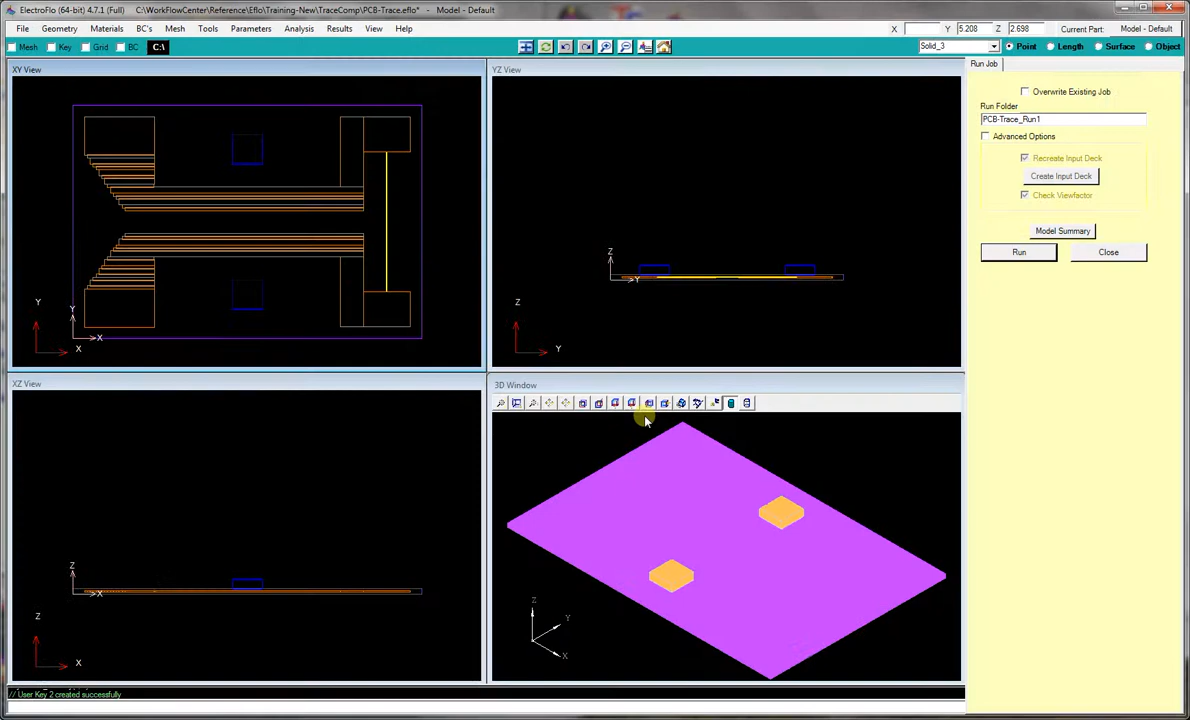 ElectroFlo (64-bit) 4.7.1 (Full) C:\WorkFlowCenter\Reference\Eflo\Training-New\TraceComp\PCB-Trace.eflo* - Model - Default
File Geometry Materials BC's Mesh Tools Parameters Analysis Results View Help
X Y 5.208 Z 2.698 Current Part: Model - Default
Mesh Key Grid BC C:\
Solid_3 Point Length Surface Object
XY View
YZ View
Run Job
Overwrite Existing Job
Run Folder
PCB-Trace_Run1
Advanced Options
Recreate Input Deck
Create Input Deck
Check Viewfactor
Model Summary
Run Close
Y
Y
X
X
Z
Y
Z
Y
XZ View
3D Window
Z
X
Z
X
Z
Y
X
// User Key 2 created successfully